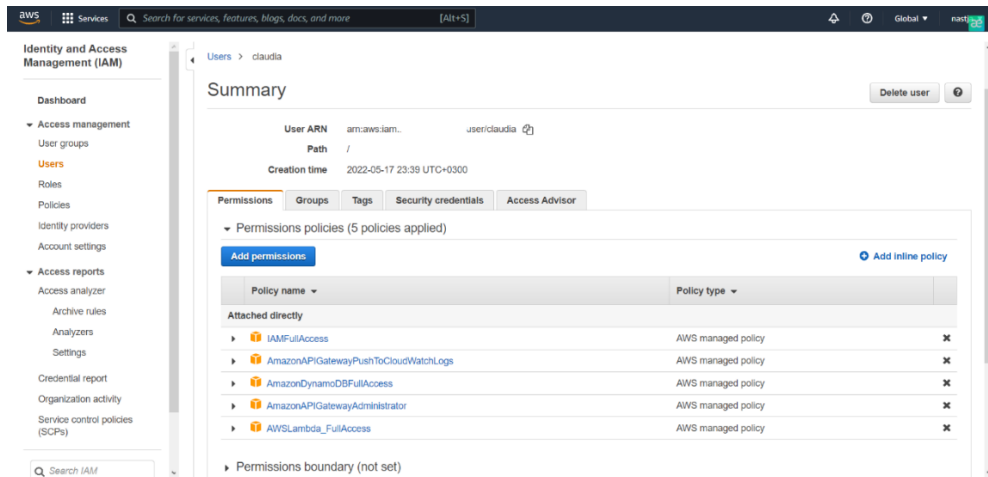 aws Services Search for services, features, blogs, docs, and more [Alt+S] Global
Identity and Access
Management (IAM)
Dashboard
Access management
User groups
Users
Roles
Policies
Identity providers
Account settings
Access reports
Access analyzer
Archive rules
Analyzers
Settings
Credential report
Organization activity
Service control policies
(SCPs)
Search IAM
Users > claudia
Summary
Delete user
User ARN arn:aws:iam.. user/claudia
Path /
Creation time 2022-05-17 23:39 UTC+0300
Permissions Groups Tags Security credentials Access Advisor
Permissions policies (5 policies applied)
Add permissions Add inline policy
Policy name Policy type
Attached directly
IAMFullAccess AWS managed policy
AmazonAPIGatewayPushToCloudWatchLogs AWS managed policy
AmazonDynamoDBFullAccess AWS managed policy
AmazonAPIGatewayAdministrator AWS managed policy
AWSLambda_FullAccess AWS managed policy
Permissions boundary (not set)